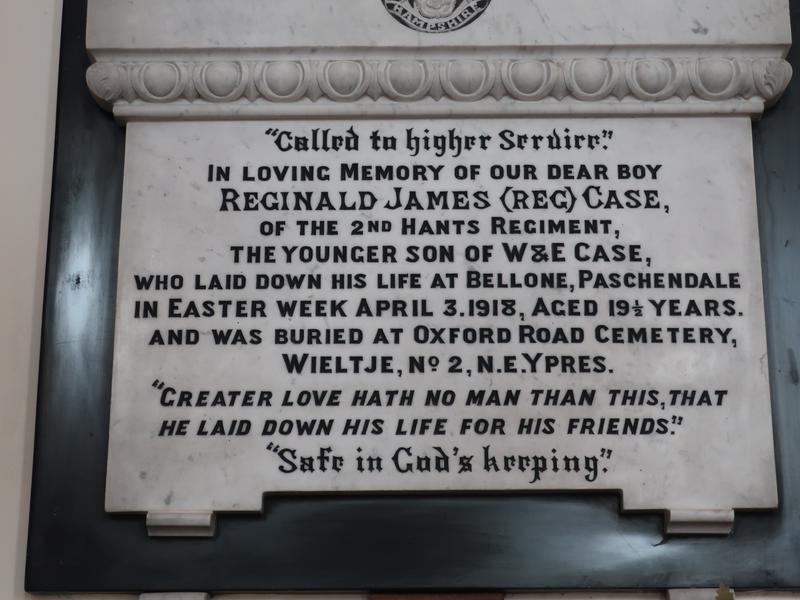 HAMPSHIRE
"Called to higher Service."
IN LOVING MEMORY OF OUR DEAR BOY
REGINALD JAMES (REG) CASE,
OF THE 2ND HANTS REGIMENT,
THE YOUNGER SON OF W&E CASE,
WHO LAID DOWN HIS LIFE AT BELLONE, PASCHENDALE
IN EASTER WEEK APRIL 3. 1918, AGED 19½ YEARS.
AND WAS BURIED AT OXFORD ROAD CEMETERY,
WIELTJE, Nº 2, N.E. YPRES.
"GREATER LOVE HATH NO MAN THAN THIS, THAT
HE LAID DOWN HIS LIFE FOR HIS FRIENDS."
"Safe in God's keeping."